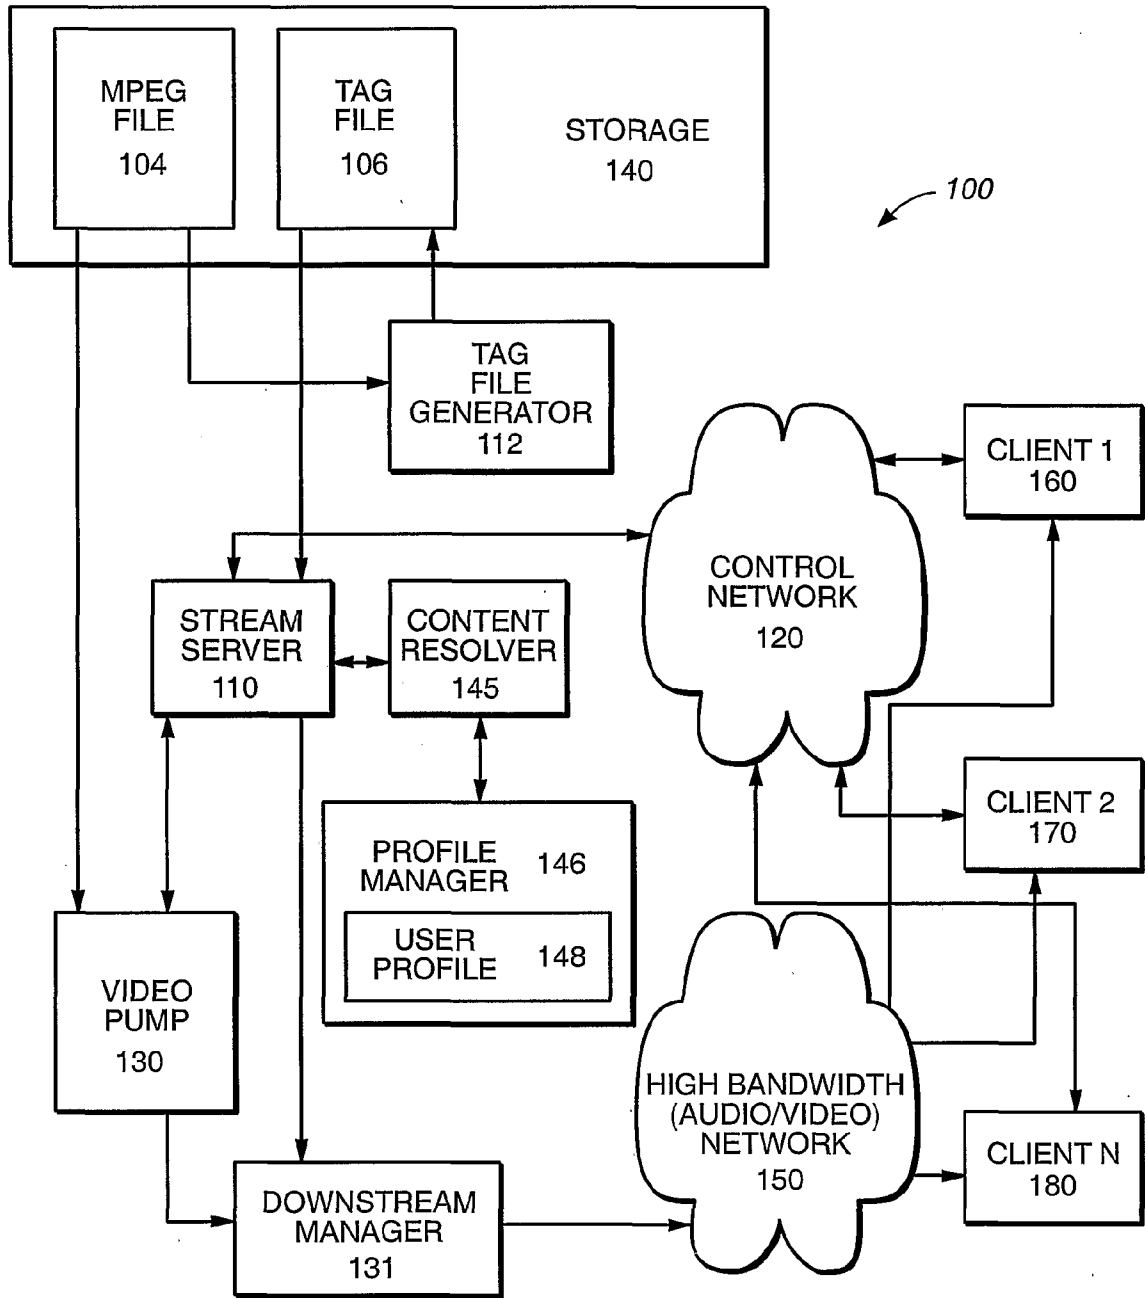 MPEG
FILE
104
TAG
FILE
106
STORAGE
140
100
TAG
FILE
GENERATOR
112
CLIENT 1
160
CONTROL
NETWORK
120
STREAM
SERVER
110
CONTENT
RESOLVER
145
CLIENT 2
170
PROFILE
MANAGER
146
USER
PROFILE
148
VIDEO
PUMP
130
HIGH BANDWIDTH
(AUDIO/VIDEO)
NETWORK
150
CLIENT N
180
DOWNSTREAM
MANAGER
131